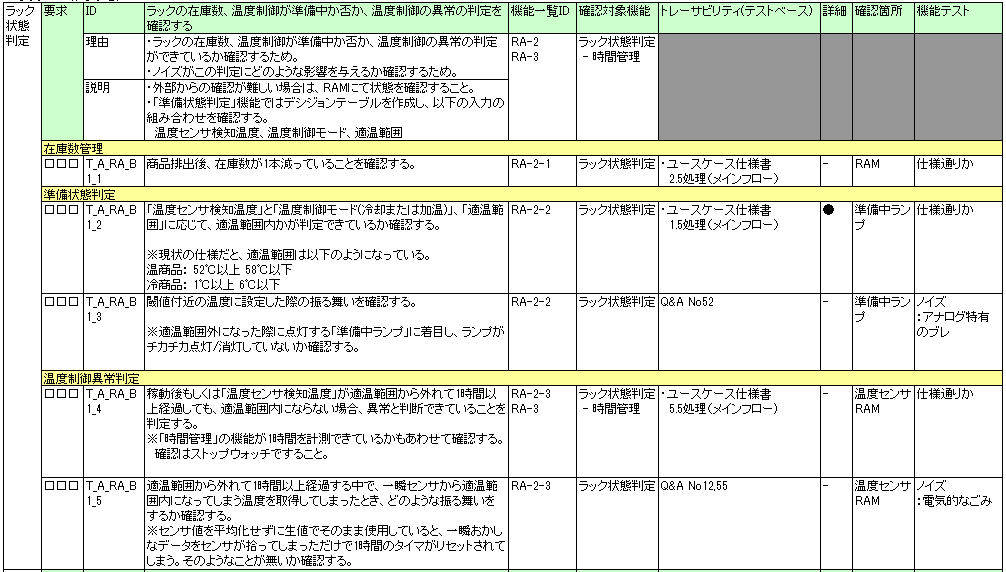 ラック状態判定
要求 ID ラックの在庫数、温度制御が準備中か否か、温度制御の異常の判定を確認する 機能一覧ID 確認対象機能 トレーサビリティ(テストベース) 詳細 確認箇所 機能テスト
理由 ・ラックの在庫数、温度制御が準備中か否か、温度制御の異常の判定ができているか確認するため。
・ノイズがこの判定にどのような影響を与えるか確認するため。
RA-2
RA-3
ラック状態判定
－時間管理
説明 ・外部からの確認が難しい場合は、RAMにて状態を確認すること。
・「準備状態判定」機能ではデシジョンテーブルを作成し、以下の入力の組み合わせを確認する。
温度センサ検知温度、温度制御モード、適温範囲
在庫数管理
□□□ T_A_RA_B1_1 商品排出後、在庫数が1本減っていることを確認する。 RA-2-1 ラック状態判定 ・ユースケース仕様書
2.5処理(メインフロー)
- RAM 仕様通りか
準備状態判定
□□□ T_A_RA_B1_2 「温度センサ検知温度」と「温度制御モード(冷却または加温)」、「適温範囲」に応じて、適温範囲内かが判定できているか確認する。
※現状の仕様だと、適温範囲は以下のようになっている。
温商品： 52℃以上 58℃以下
冷商品： 1℃以上 6℃以下
RA-2-2 ラック状態判定 ・ユースケース仕様書
1.5処理(メインフロー)
● 準備中ランプ 仕様通りか
□□□ T_A_RA_B1_3 閾値付近の温度に設定した際の振る舞いを確認する。
※適温範囲外になった際に点灯する「準備中ランプ」に着目し、ランプがチカチカ点灯/消灯していないか確認する。
RA-2-2 ラック状態判定 Q&A No52 - 準備中ランプ ノイズ
：アナログ特有のブレ
温度制御異常判定
□□□ T_A_RA_B1_4 稼動後もしくは「温度センサ検知温度」が適温範囲から外れて1時間以上経過しても、適温範囲内にならない場合、異常と判断できていることを判定する。
※「時間管理」の機能が1時間を計測できているかもあわせて確認する。
確認はストップウォッチですること。
RA-2-3
RA-3
ラック状態判定
－時間管理
・ユースケース仕様書
5.5処理(メインフロー)
- 温度センサ
RAM
仕様通りか
□□□ T_A_RA_B1_5 適温範囲から外れて1時間以上経過する中で、一瞬センサから適温範囲内になってしまう温度を取得してしまったとき、どのような振る舞いをするか確認する。
※センサ値を平均化せずに生値でそのまま使用していると、一瞬おかしなデータをセンサが拾ってしまっただけで1時間のタイマがリセットされてしまう。そのようなことが無いか確認する。
RA-2-3 ラック状態判定 Q&A No12,55 - 温度センサ
RAM
ノイズ
：電気的なごみ